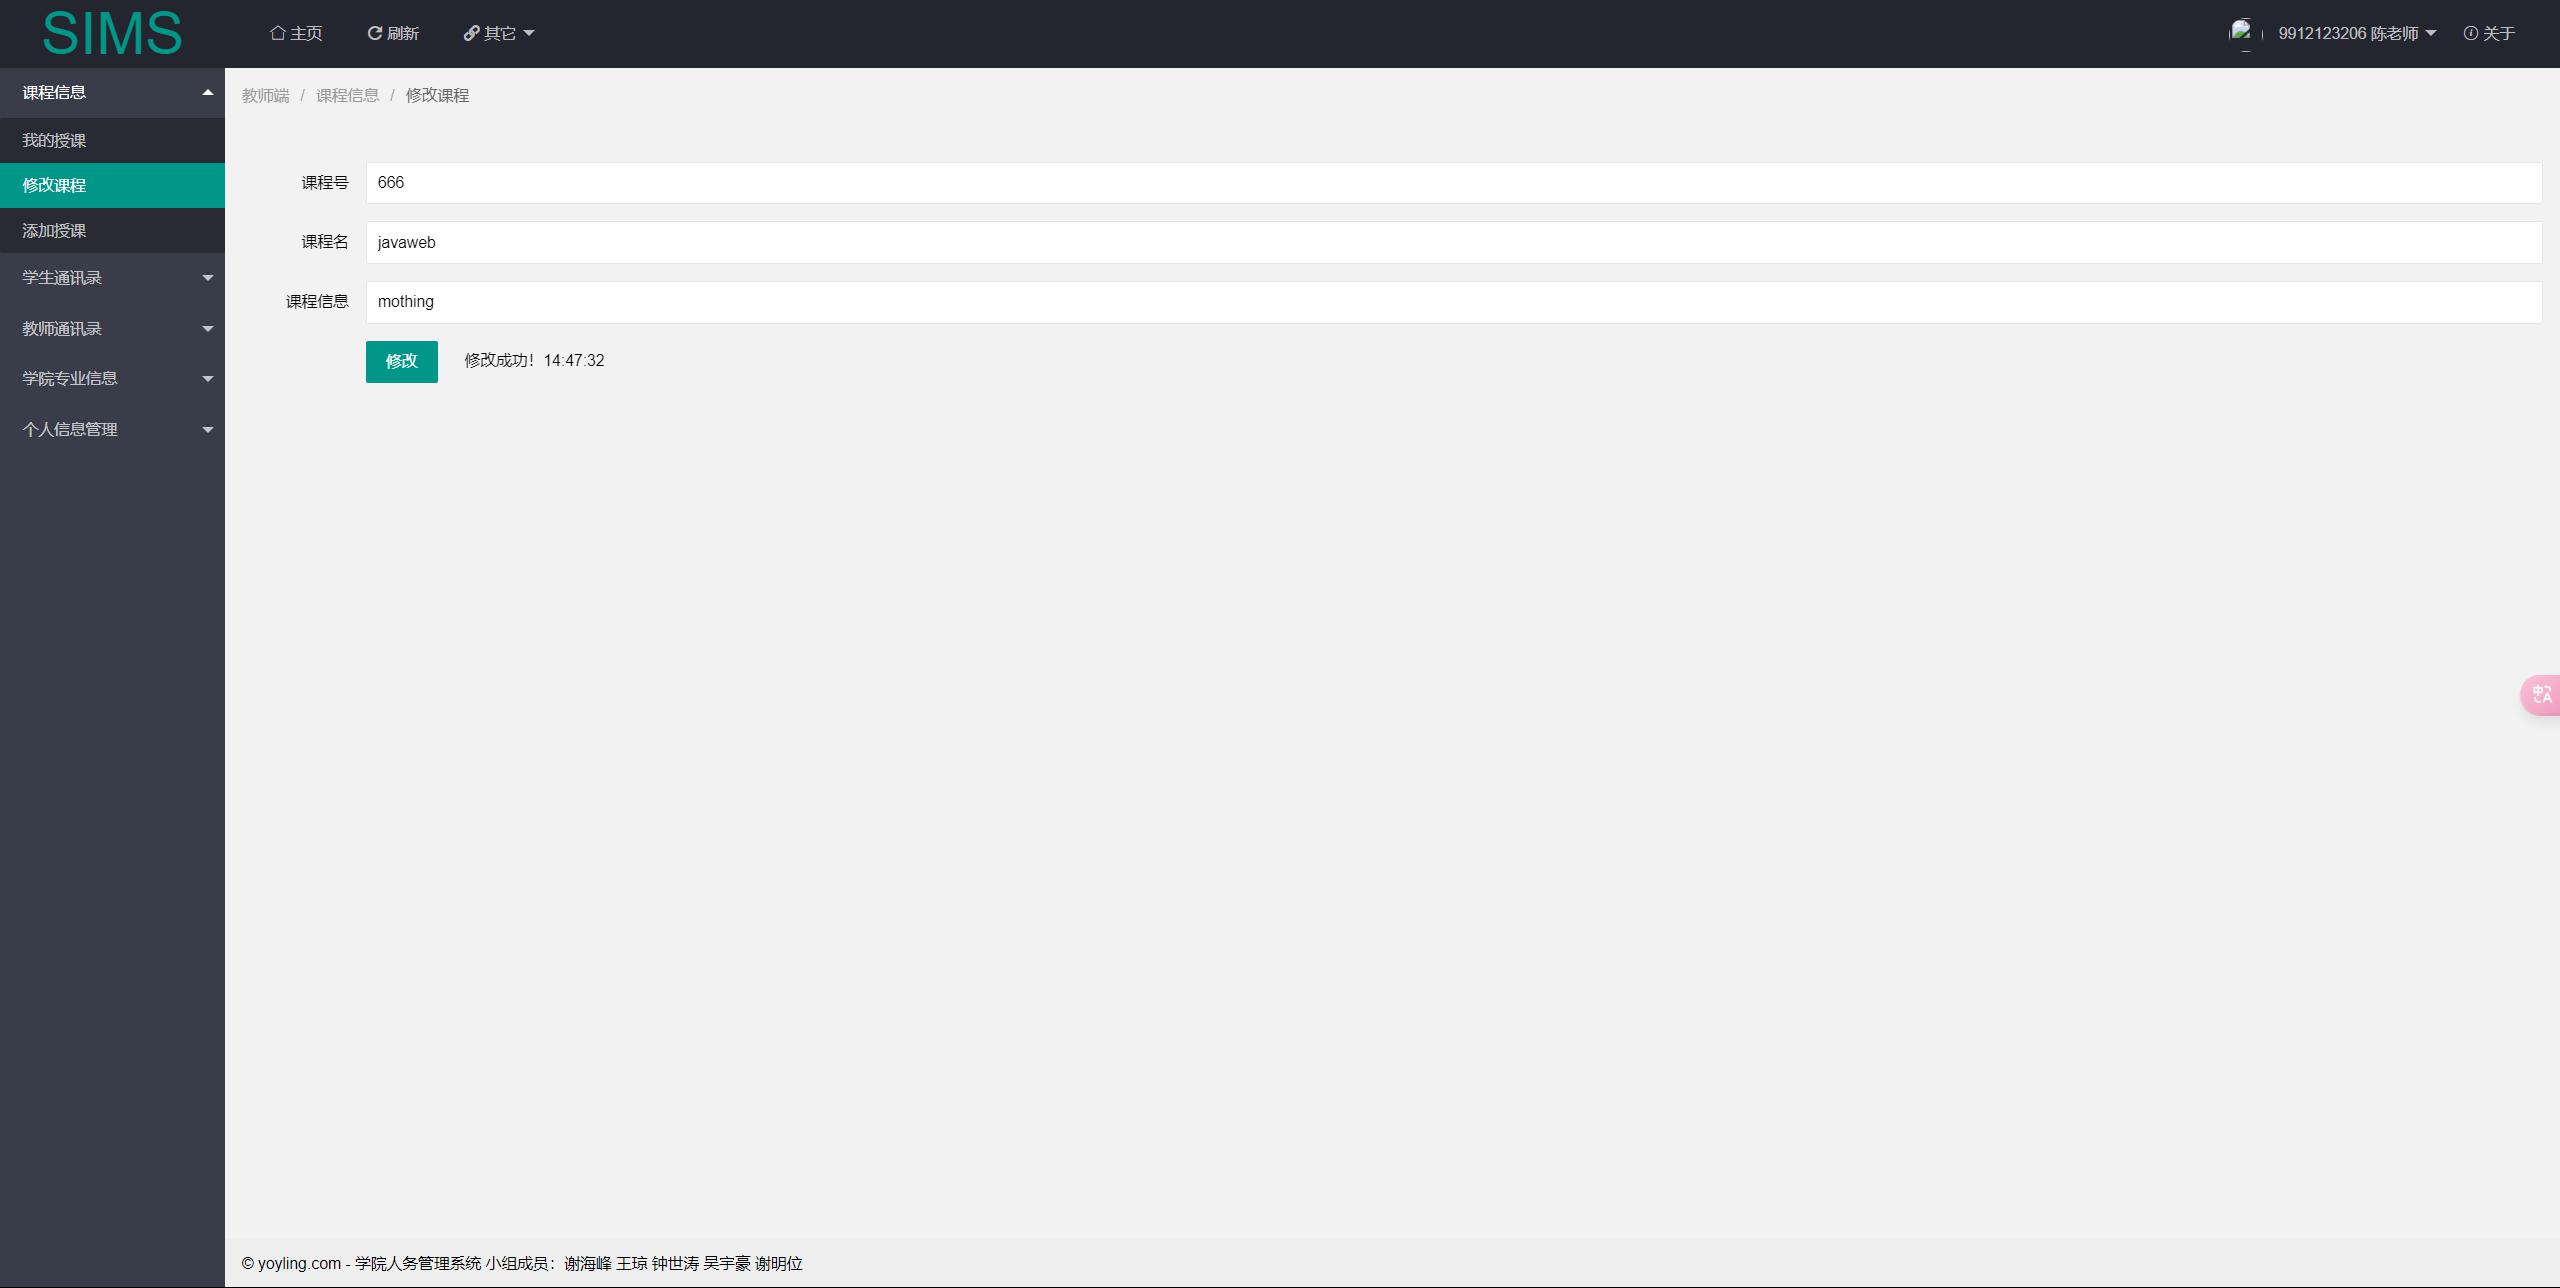 SIMS 主页 刷新 其它 9912123206 陈老师 关于
课程信息
我的授课
修改课程
添加授课
学生通讯录
教师通讯录
学院专业信息
个人信息管理
教师端 / 课程信息 / 修改课程
课程号 666
课程名 javaweb
课程信息 mothing
修改 修改成功！14:47:32
© yoyling.com - 学院人务管理系统 小组成员：谢海峰 王琼 钟世涛 吴宇豪 谢明位